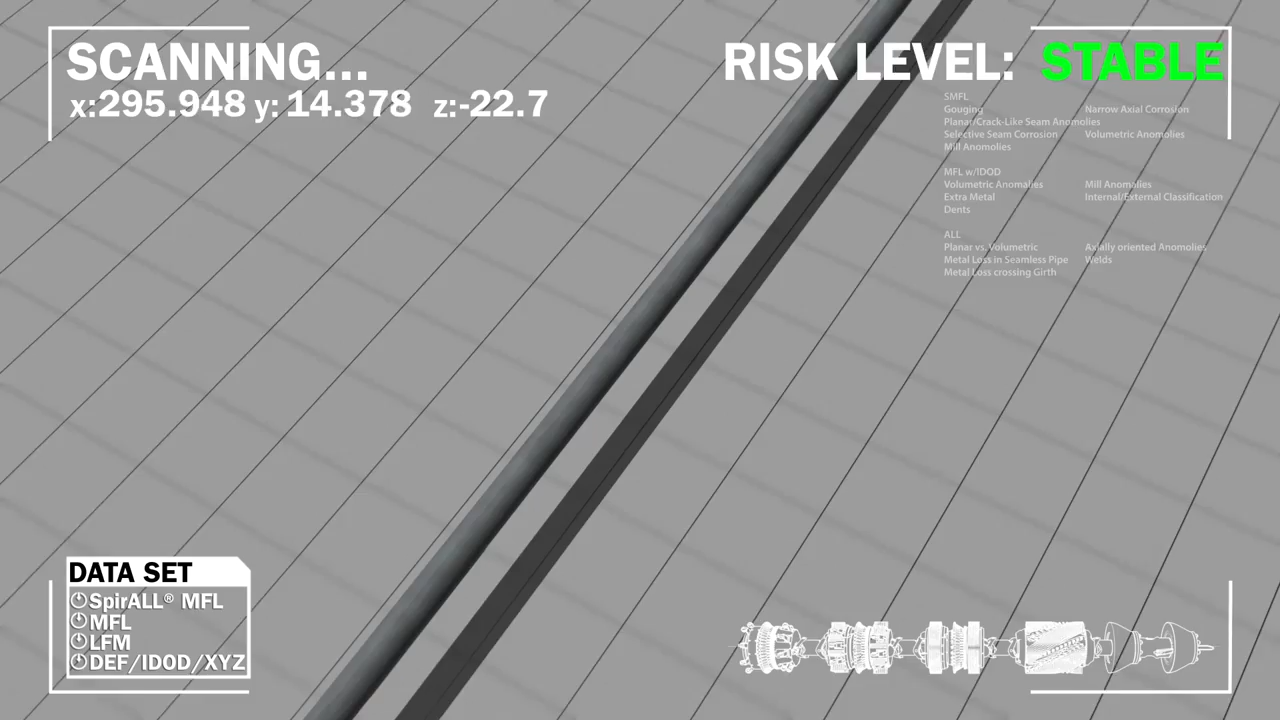 SCANNING...
x:295.948 y: 14.378 z:-22.7
RISK LEVEL: STABLE
SMFL
Gouging Narrow Axial Corrosion
Planar/Crack-Like Seam Anomolies
Selective Seam Corrosion Volumetric Anomalies
Mill Anomolies
MFL w/IDOD
Volumetric Anomalies Mill Anomalies
Extra Metal Internal/External Classification
Dents
ALL
Planar vs. Volumetric Axially oriented Anomolies
Metal Loss in Seamless Pipe Welds
Metal Loss crossing Girth
DATA SET
SpirALL® MFL
MFL
LFM
DEF/IDOD/XYZ